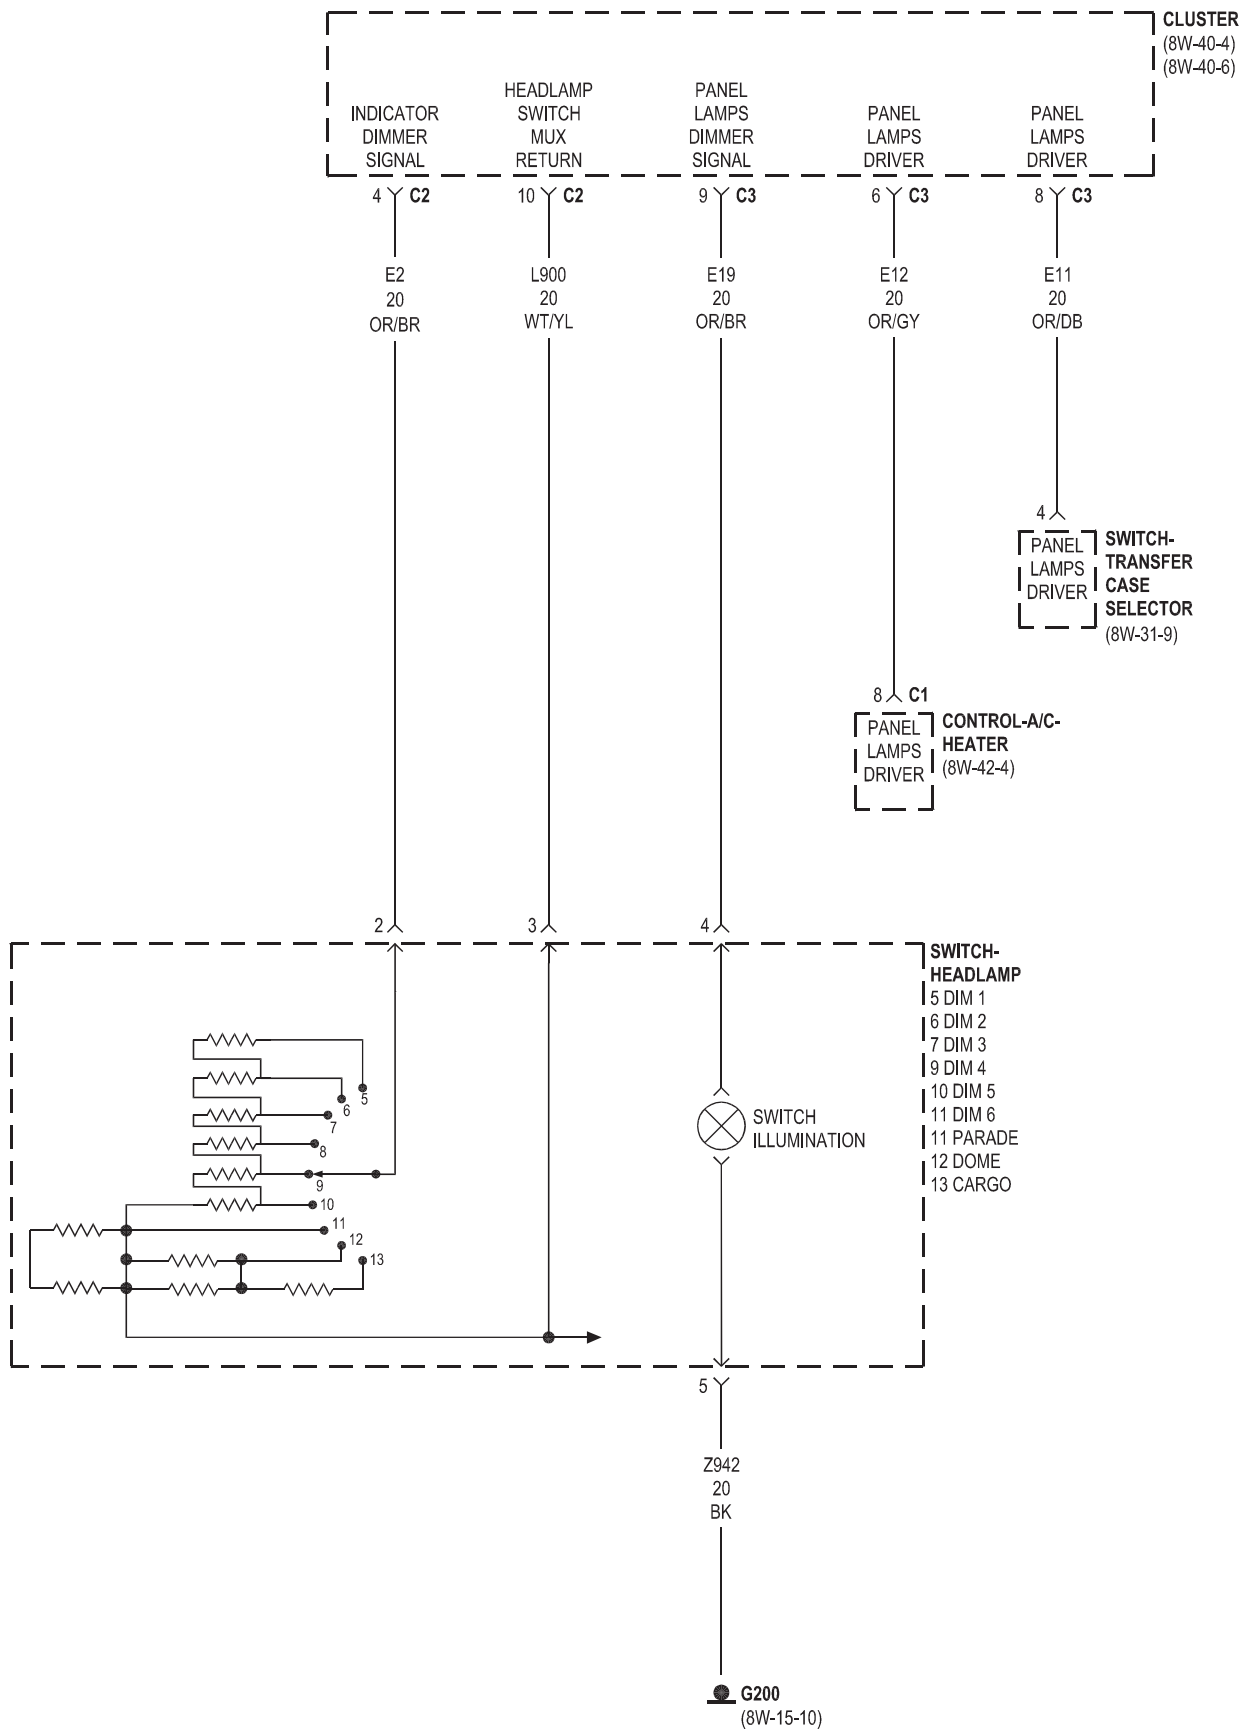 CLUSTER
(8W-40-4)
(8W-40-6)
INDICATOR
DIMMER
SIGNAL
HEADLAMP
SWITCH
MUX
RETURN
PANEL
LAMPS
DIMMER
SIGNAL
PANEL
LAMPS
DRIVER
PANEL
LAMPS
DRIVER
4 C2
10 C2
9 C3
6 C3
8 C3
E2
20
OR/BR
L900
20
WT/YL
E19
20
OR/BR
E12
20
OR/GY
E11
20
OR/DB
4
PANEL
LAMPS
DRIVER
SWITCH-
TRANSFER
CASE
SELECTOR
(8W-31-9)
8 C1
PANEL
LAMPS
DRIVER
CONTROL-A/C-
HEATER
(8W-42-4)
2
3
4
SWITCH-
HEADLAMP
5 DIM 1
6 DIM 2
7 DIM 3
9 DIM 4
10 DIM 5
11 DIM 6
11 PARADE
12 DOME
13 CARGO
5
6
7
8
9
10
11
12
13
SWITCH
ILLUMINATION
5
Z942
20
BK
G200
(8W-15-10)